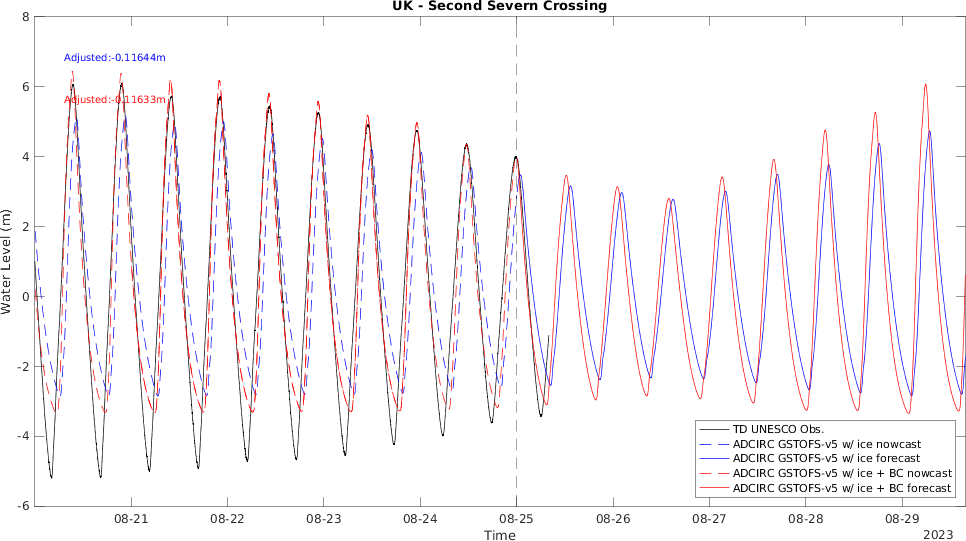 UK - Second Severn Crossing
8
6
4
2
0
-2
-4
-6
Water Level (m)
Adjusted:-0.11644m
Adjusted:-0.11633m
TD UNESCO Obs.
ADCIRC GSTOFS-v5 w/ ice nowcast
ADCIRC GSTOFS-v5 w/ ice forecast
ADCIRC GSTOFS-v5 w/ ice + BC nowcast
ADCIRC GSTOFS-v5 w/ ice + BC forecast
08-21 08-22 08-23 08-24 08-25 08-26 08-27 08-28 08-29
Time
2023